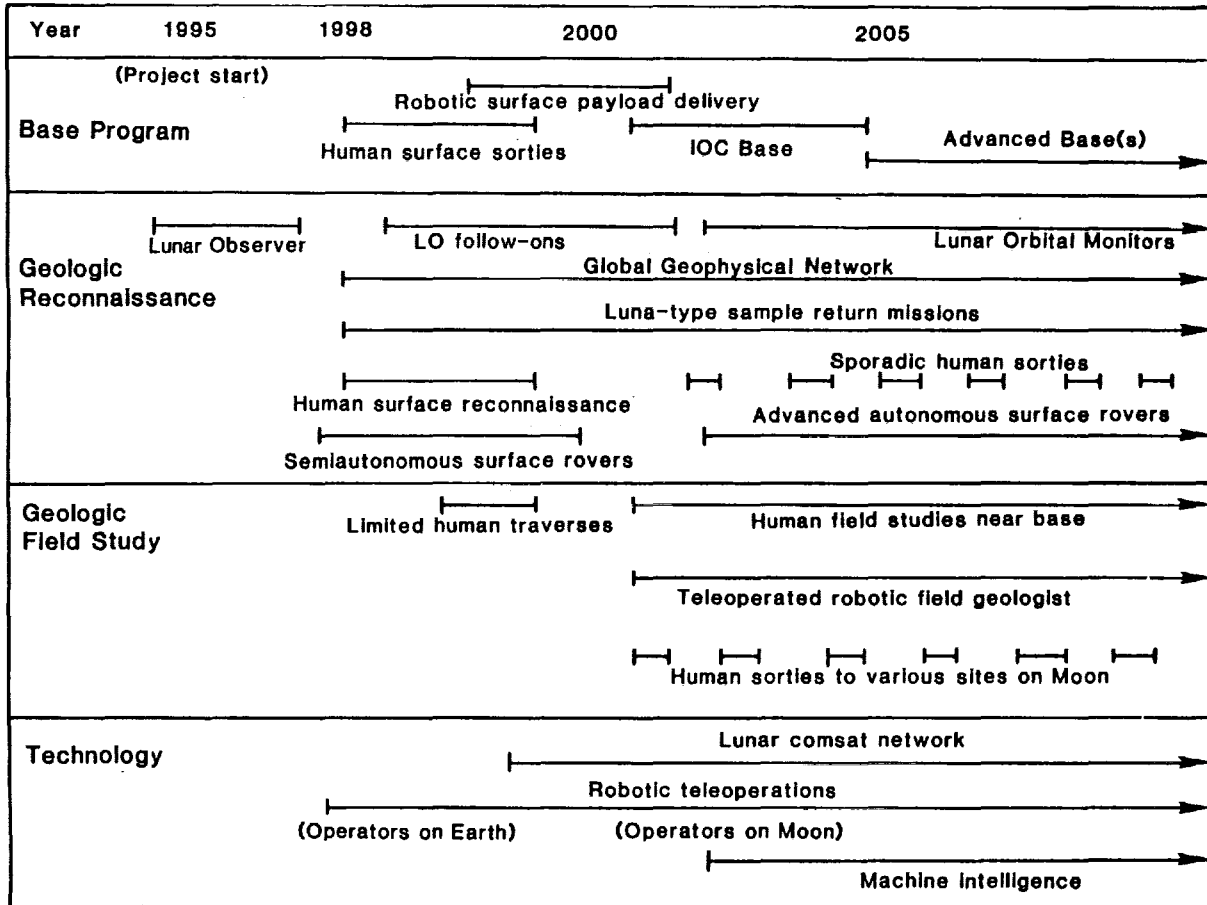 Year 1995 1998 2000 2005
(Project start)
Base Program
Robotic surface payload delivery
Human surface sorties
IOC Base
Advanced Base(s)
Geologic
Reconnaissance
Lunar Observer
LO follow-ons
Lunar Orbital Monitors
Global Geophysical Network
Luna-type sample return missions
Sporadic human sorties
Human surface reconnaissance
Advanced autonomous surface rovers
Semiautonomous surface rovers
Geologic
Field Study
Limited human traverses
Human field studies near base
Teleoperated robotic field geologist
Human sorties to various sites on Moon
Technology
Lunar comsat network
Robotic teleoperations
(Operators on Earth)
(Operators on Moon)
Machine intelligence